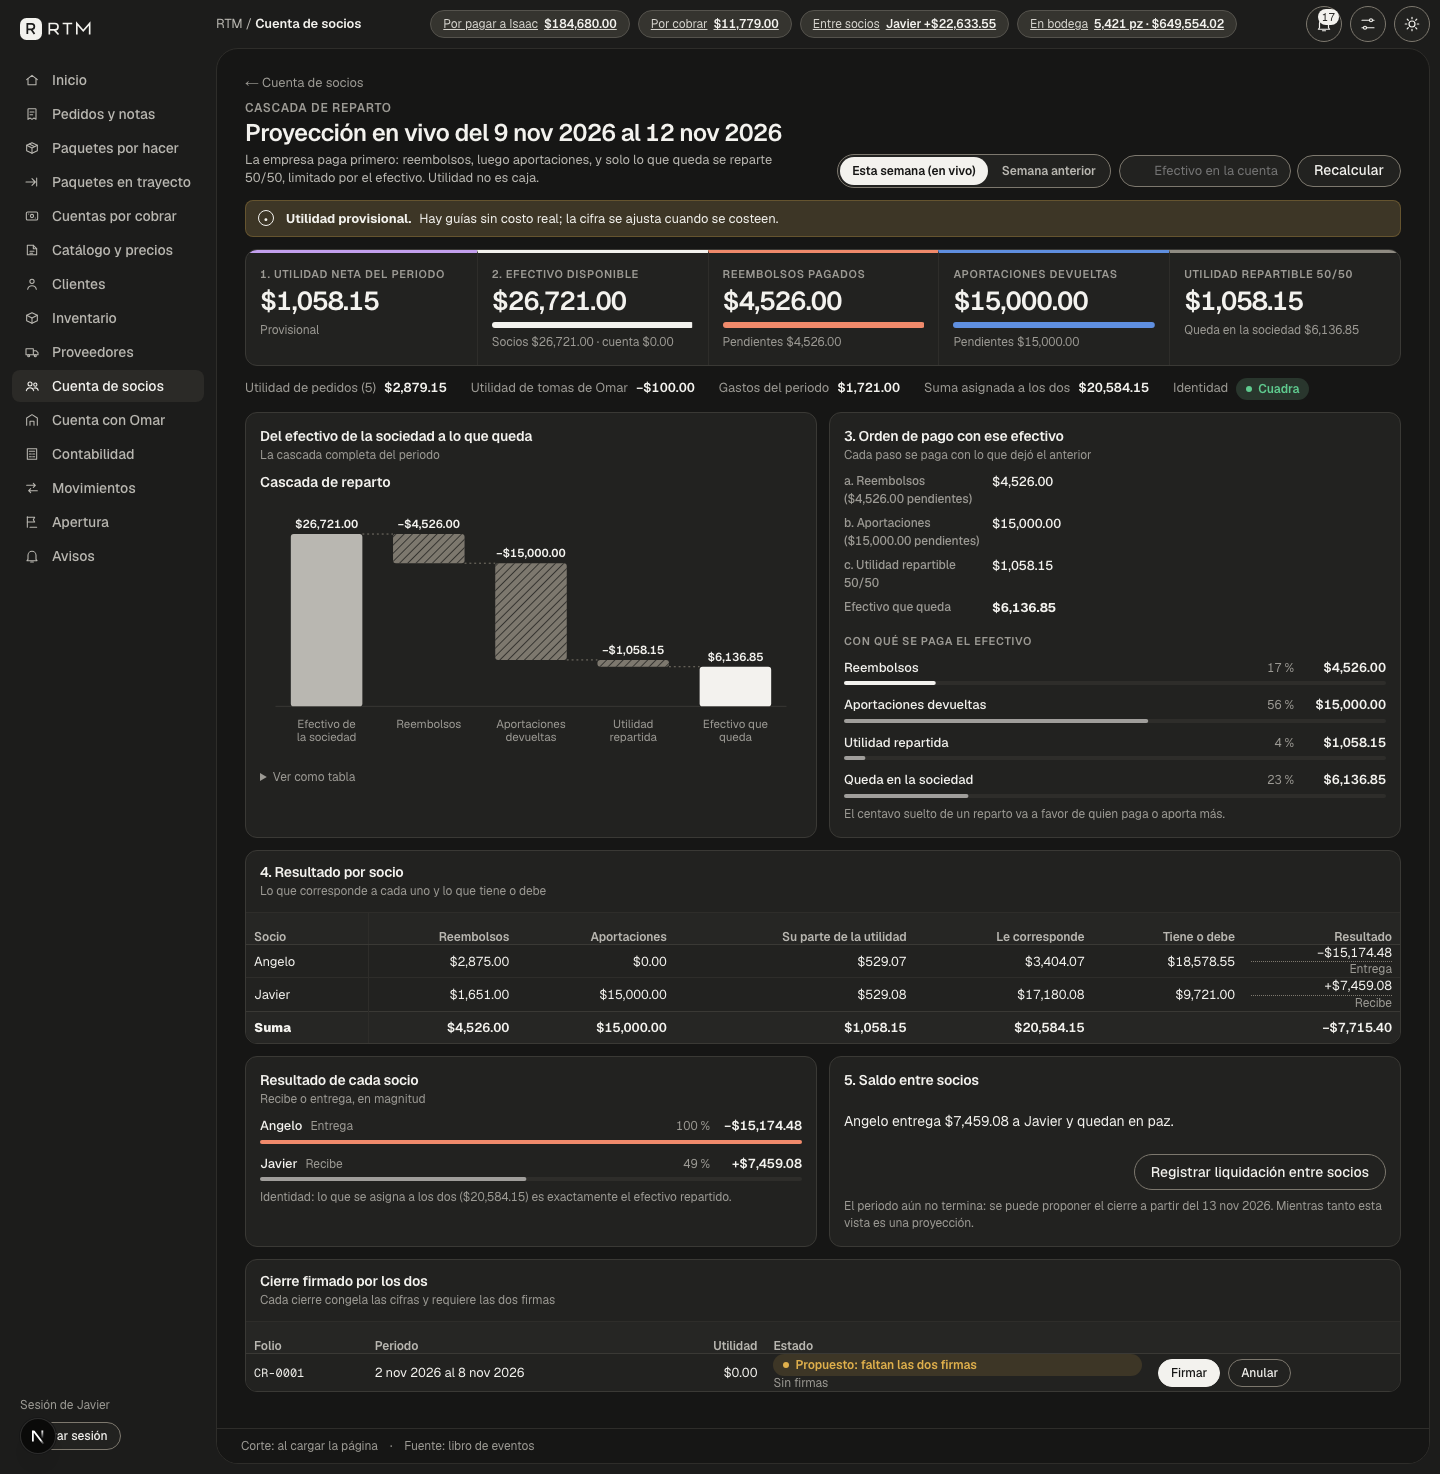 R RTM
Inicio
Pedidos y notas
Paquetes por hacer
Paquetes en trayecto
Cuentas por cobrar
Catálogo y precios
Clientes
Inventario
Proveedores
Cuenta de socios
Cuenta con Omar
Contabilidad
Movimientos
Apertura
Avisos
Sesión de Javier
N ar sesión
RTM / Cuenta de socios
Por pagar a Isaac $184,680.00
Por cobrar $11,779.00
Entre socios Javier +$22,633.55
En bodega 5,421 pz · $649,554.02
17
← Cuenta de socios
CASCADA DE REPARTO
Proyección en vivo del 9 nov 2026 al 12 nov 2026
La empresa paga primero: reembolsos, luego aportaciones, y solo lo que queda se reparte
50/50, limitado por el efectivo. Utilidad no es caja.
Esta semana (en vivo) Semana anterior
Efectivo en la cuenta
Recalcular
Utilidad provisional. Hay guías sin costo real; la cifra se ajusta cuando se costeen.
1. UTILIDAD NETA DEL PERIODO
$1,058.15
Provisional
2. EFECTIVO DISPONIBLE
$26,721.00
Socios $26,721.00 · cuenta $0.00
REEMBOLSOS PAGADOS
$4,526.00
Pendientes $4,526.00
APORTACIONES DEVUELTAS
$15,000.00
Pendientes $15,000.00
UTILIDAD REPARTIBLE 50/50
$1,058.15
Queda en la sociedad $6,136.85
Utilidad de pedidos (5) $2,879.15 Utilidad de tomas de Omar −$100.00 Gastos del periodo $1,721.00 Suma asignada a los dos $20,584.15 Identidad Cuadra
Del efectivo de la sociedad a lo que queda
La cascada completa del periodo
Cascada de reparto
$26,721.00
−$4,526.00
−$15,000.00
−$1,058.15
$6,136.85
Efectivo de
la sociedad
Reembolsos
Aportaciones
devueltas
Utilidad
repartida
Efectivo que
queda
Ver como tabla
3. Orden de pago con ese efectivo
Cada paso se paga con lo que dejó el anterior
a. Reembolsos $4,526.00
($4,526.00 pendientes)
b. Aportaciones $15,000.00
($15,000.00 pendientes)
c. Utilidad repartible $1,058.15
50/50
Efectivo que queda $6,136.85
CON QUÉ SE PAGA EL EFECTIVO
Reembolsos 17 % $4,526.00
Aportaciones devueltas 56 % $15,000.00
Utilidad repartida 4 % $1,058.15
Queda en la sociedad 23 % $6,136.85
El centavo suelto de un reparto va a favor de quien paga o aporta más.
4. Resultado por socio
Lo que corresponde a cada uno y lo que tiene o debe
Socio Reembolsos Aportaciones Su parte de la utilidad Le corresponde Tiene o debe Resultado
Angelo $2,875.00 $0.00 $529.07 $3,404.07 $18,578.55 −$15,174.48
Entrega
Javier $1,651.00 $15,000.00 $529.08 $17,180.08 $9,721.00 +$7,459.08
Recibe
Suma $4,526.00 $15,000.00 $1,058.15 $20,584.15 −$7,715.40
Resultado de cada socio
Recibe o entrega, en magnitud
Angelo Entrega 100 % −$15,174.48
Javier Recibe 49 % +$7,459.08
Identidad: lo que se asigna a los dos ($20,584.15) es exactamente el efectivo repartido.
5. Saldo entre socios
Angelo entrega $7,459.08 a Javier y quedan en paz.
Registrar liquidación entre socios
El periodo aún no termina: se puede proponer el cierre a partir del 13 nov 2026. Mientras tanto esta
vista es una proyección.
Cierre firmado por los dos
Cada cierre congela las cifras y requiere las dos firmas
Folio Periodo Utilidad Estado
CR-0001 2 nov 2026 al 8 nov 2026 $0.00 Propuesto: faltan las dos firmas
Sin firmas
Firmar Anular
Corte: al cargar la página · Fuente: libro de eventos